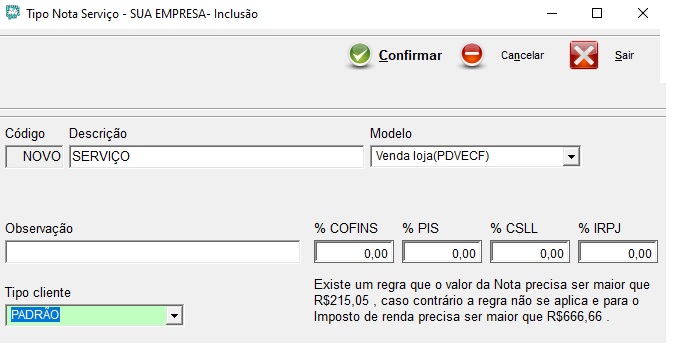 Tipo Nota Serviço - SUA EMPRESA- Inclusão
Confirmar Cancelar Sair
Código Descrição Modelo
NOVO SERVIÇO Venda loja(PDVECF)
Observação % COFINS % PIS % CSLL % IRPJ
0,00 0,00 0,00 0,00
Tipo cliente
PADRÃO
Existe um regra que o valor da Nota precisa ser maior que
R$215,05 , caso contrário a regra não se aplica e para o
Imposto de renda precisa ser maior que R$666,66 .